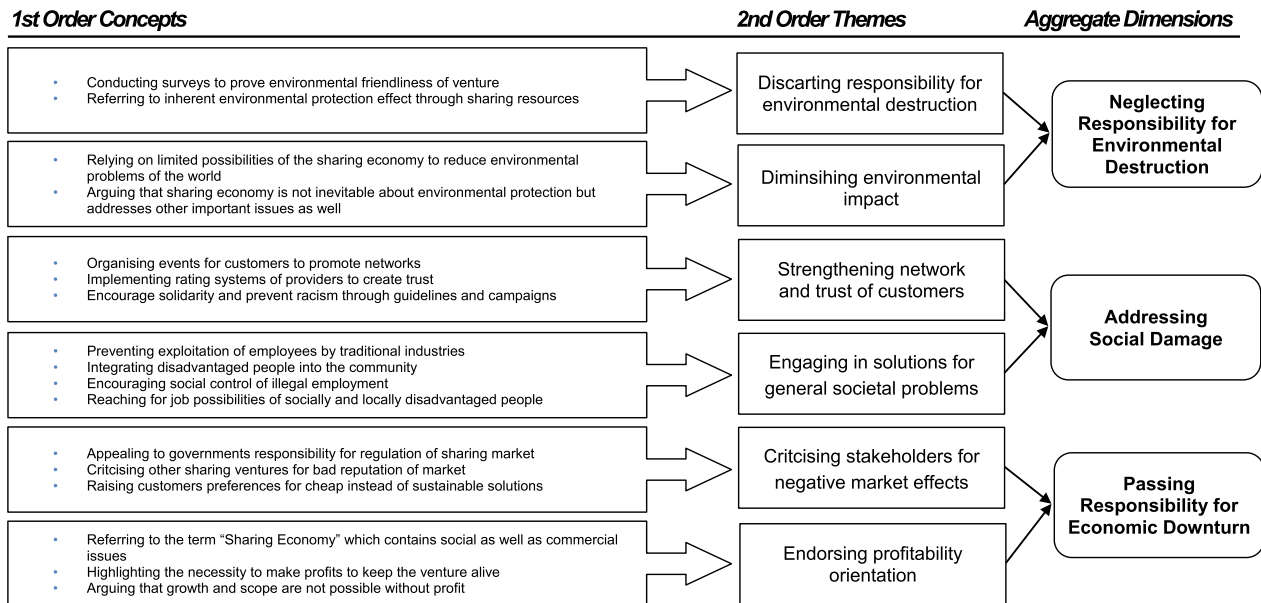 1st Order Concepts
2nd Order Themes
Aggregate Dimensions
• Conducting surveys to prove environmental friendliness of venture
• Referring to inherent environmental protection effect through sharing resources
Discarting responsibility for
environmental destruction
• Relying on limited possibilities of the sharing economy to reduce environmental
problems of the world
• Arguing that sharing economy is not inevitable about environmental protection but
addresses other important issues as well
Diminsihing environmental
impact
Neglecting
Responsibility for
Environmental
Destruction
• Organising events for customers to promote networks
• Implementing rating systems of providers to create trust
• Encourage solidarity and prevent racism through guidelines and campaigns
Strengthening network
and trust of customers
• Preventing exploitation of employees by traditional industries
• Integrating disadvantaged people into the community
• Encouraging social control of illegal employment
• Reaching for job possibilities of socially and locally disadvantaged people
Engaging in solutions for
general societal problems
Addressing
Social Damage
• Appealing to governments responsibility for regulation of sharing market
• Critcising other sharing ventures for bad reputation of market
• Raising customers preferences for cheap instead of sustainable solutions
Critcising stakeholders for
negative market effects
• Referring to the term “Sharing Economy” which contains social as well as commercial
issues
• Highlighting the necessity to make profits to keep the venture alive
• Arguing that growth and scope are not possible without profit
Endorsing profitability
orientation
Passing
Responsibility for
Economic Downturn